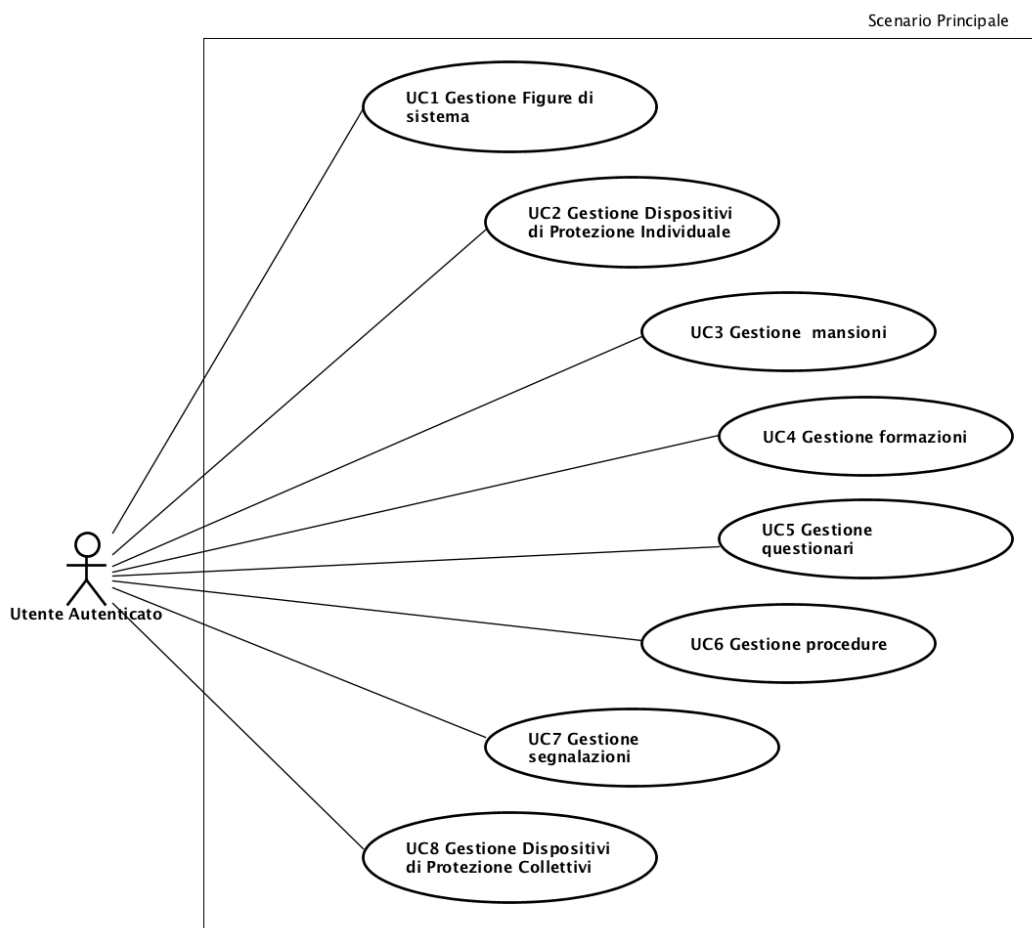 Scenario Principale
UC1 Gestione Figure di
sistema
UC2 Gestione Dispositivi
di Protezione Individuale
UC3 Gestione  mansioni
UC4 Gestione formazioni
UC5 Gestione
questionari
Utente Autenticato
UC6 Gestione procedure
UC7 Gestione
segnalazioni
UC8 Gestione Dispositivi
di Protezione Collettivi